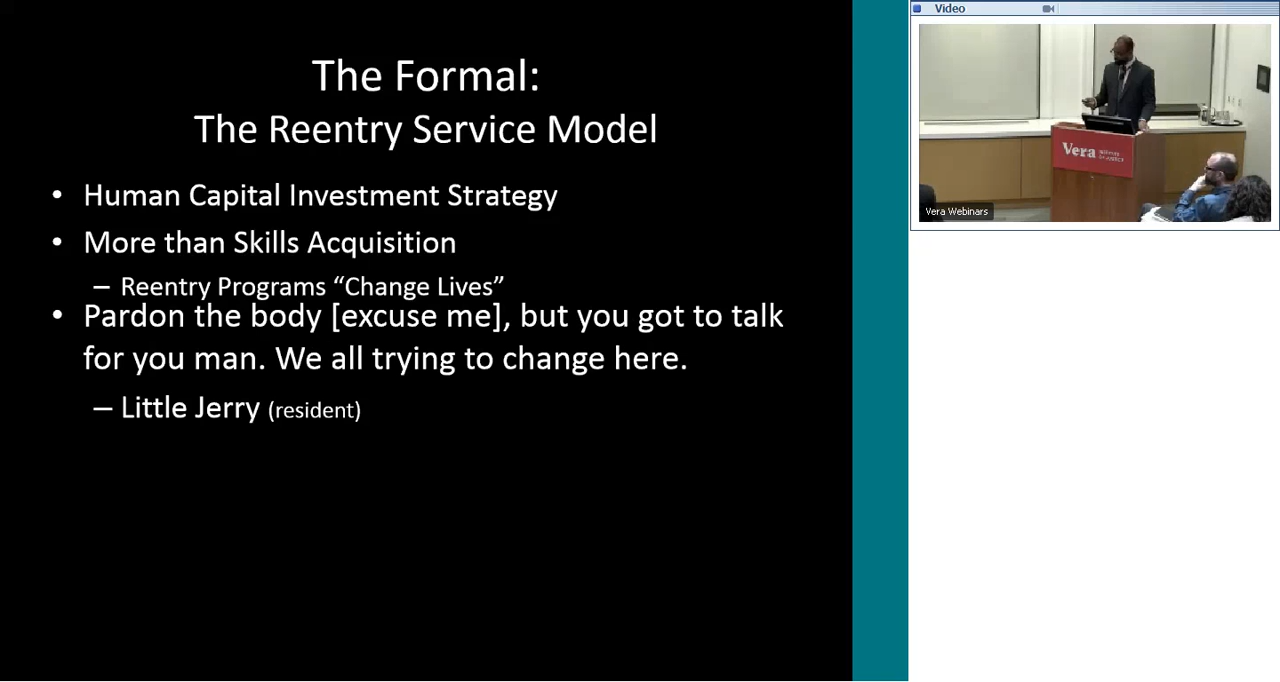 The Formal:
The Reentry Service Model
• Human Capital Investment Strategy
• More than Skills Acquisition
– Reentry Programs “Change Lives”
• Pardon the body [excuse me], but you got to talk
for you man. We all trying to change here.
– Little Jerry (resident)
Video
Vera
Vera Webinars